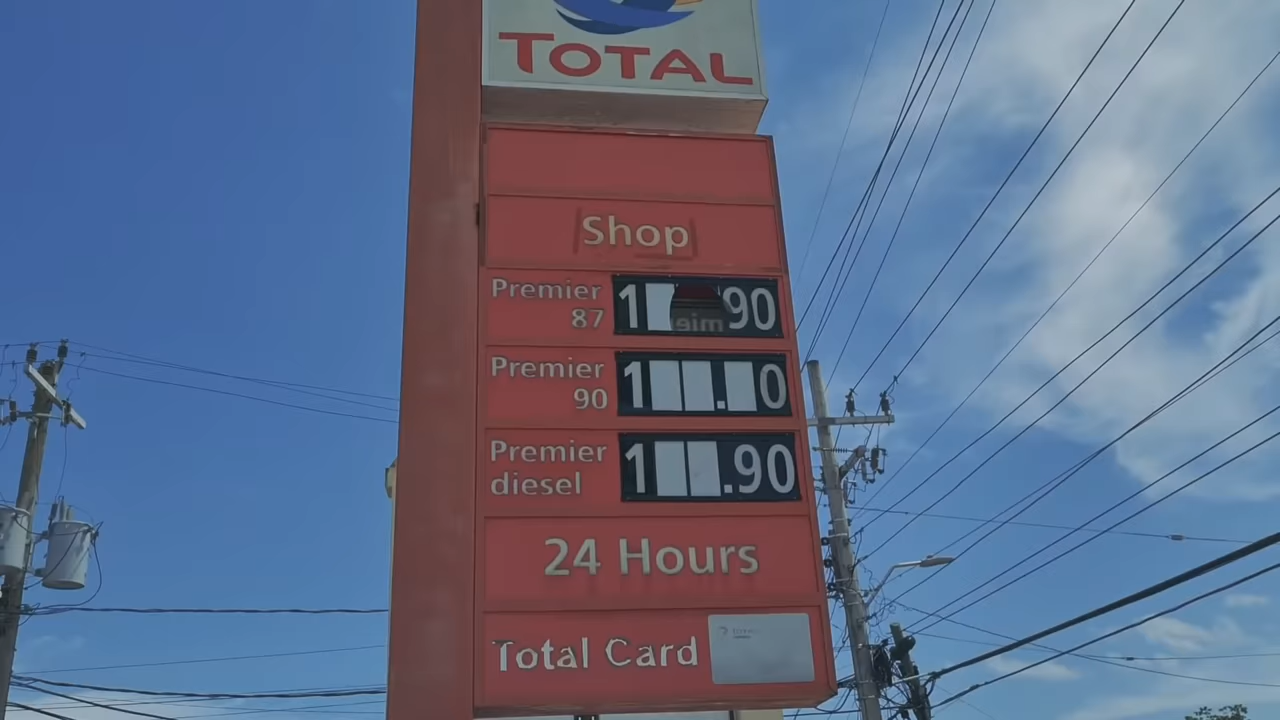 TOTAL
Shop
Premier 87 1 90
Premier 90 1 . 0
Premier diesel 1 .90
24 Hours
Total Card